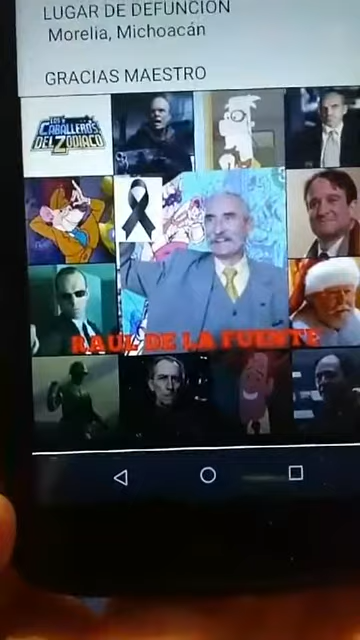 LUGAR DE DEFUNCIÓN
Morelia, Michoacán
GRACIAS MAESTRO
LOS
CABALLEROS
DEL ZODIACO
RAUL DE LA FUENTE